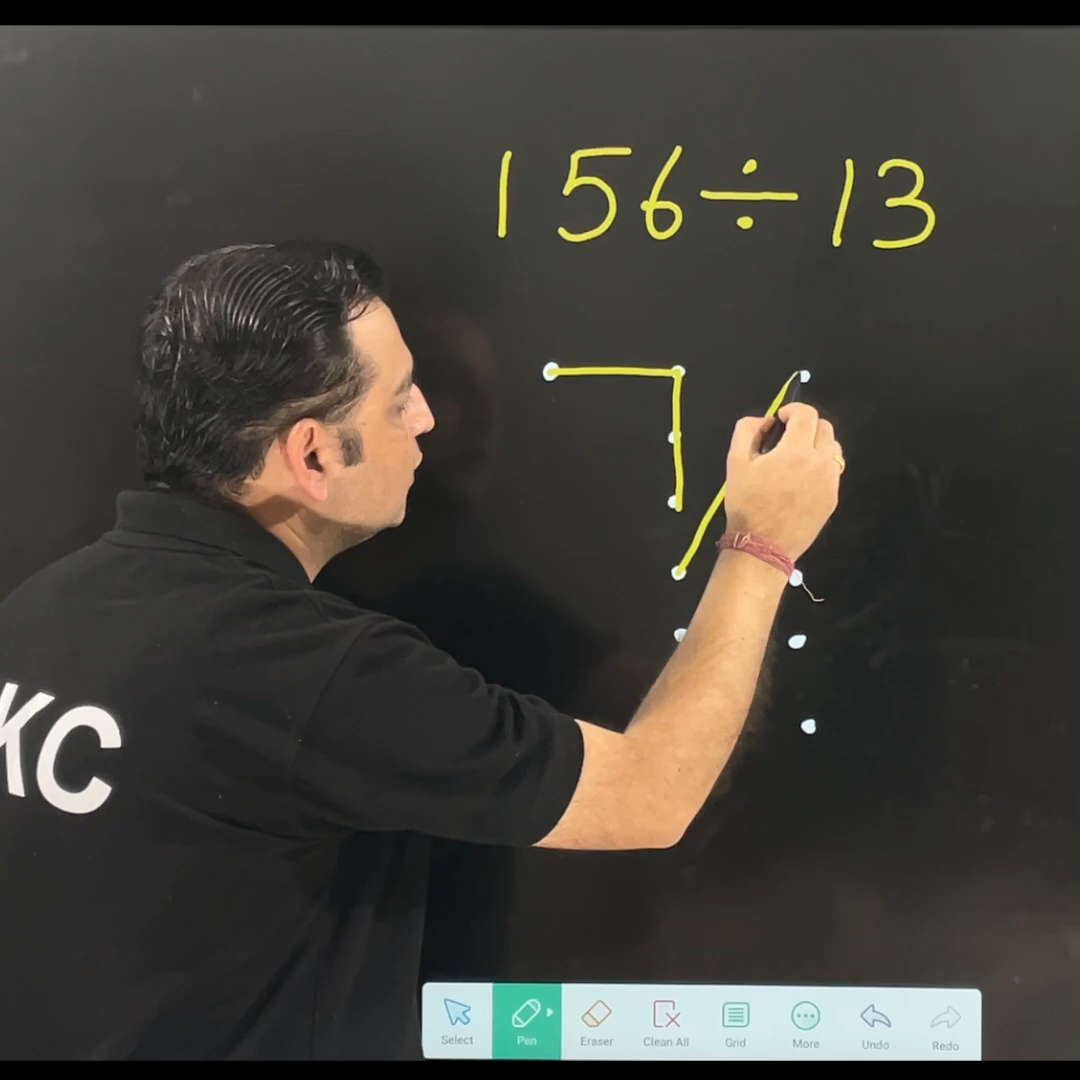 156÷13
KC
Select
Pen
Eraser
Clean All
Grid
More
Undo
Redo